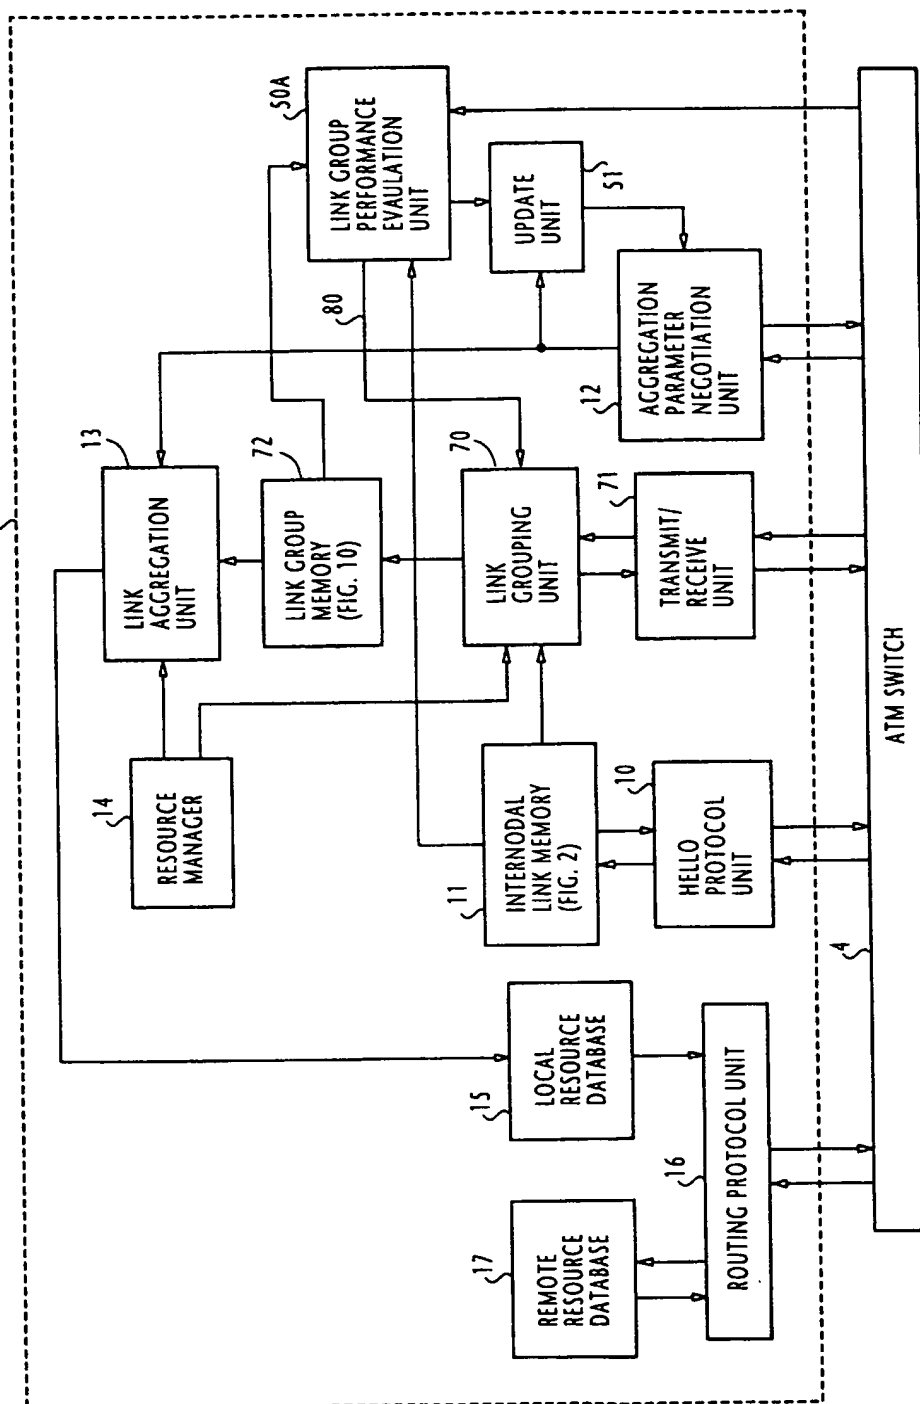 17
REMOTE
RESOURCE
DATABASE
15
LOCAL
RESOURCE
DATABASE
16
ROUTING PROTOCOL UNIT
14
RESOURCE
MANAGER
11
INTERNODAL
LINK MEMORY
(FIG. 2)
10
HELLO
PROTOCOL
UNIT
13
LINK
AGGREGATION
UNIT
72
LINK GROUP
MEMORY
(FIG. 10)
70
LINK
GROUPING
UNIT
71
TRANSMIT/
RECEIVE
UNIT
80
50A
LINK GROUP
PERFORMANCE
EVAULATION
UNIT
51
UPDATE
UNIT
12
AGGREGATION
PARAMETER
NEGOTIATION
UNIT
4
ATM SWITCH